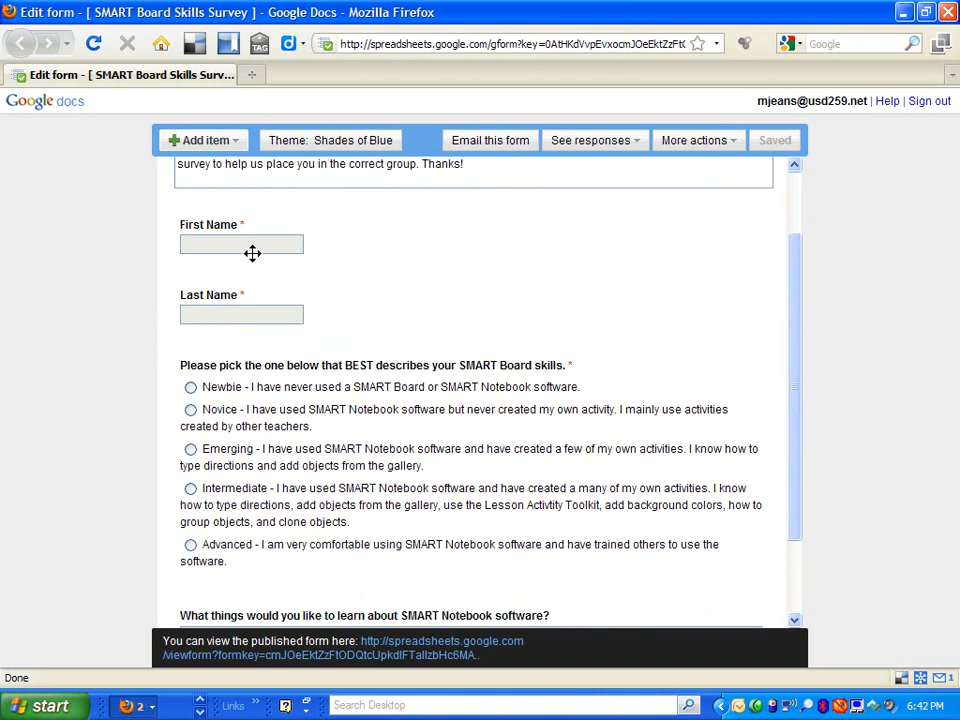 Edit form - [ SMART Board Skills Survey ] - Google Docs - Mozilla Firefox
TAG
d
http://spreadsheets.google.com/gform?key=0AtHKdVvpEvxocmJOeEktZzFt
Google
Edit form - [ SMART Board Skills Surv...
Google docs
mjeans@usd259.net | Help | Sign out
Add item
Theme: Shades of Blue
Email this form
See responses
More actions
Saved
survey to help us place you in the correct group. Thanks!
First Name *
Last Name *
Please pick the one below that BEST describes your SMART Board skills. *
Newbie - I have never used a SMART Board or SMART Notebook software.
Novice - I have used SMART Notebook software but never created my own activity. I mainly use activities
created by other teachers.
Emerging - I have used SMART Notebook software and have created a few of my own activities. I know how to
type directions and add objects from the gallery.
Intermediate - I have used SMART Notebook software and have created a many of my own activities. I know
how to type directions, add objects from the gallery, use the Lesson Activtity Toolkit, add background colors, how to
group objects, and clone objects.
Advanced - I am very comfortable using SMART Notebook software and have trained others to use the
software.
What things would you like to learn about SMART Notebook software?
You can view the published form here: http://spreadsheets.google.com
/viewform?formkey=cmJOeEktZzFtODQtcUpkdlFTallzbHc6MA..
Done
1
start
2
Links
Search Desktop
6:42 PM